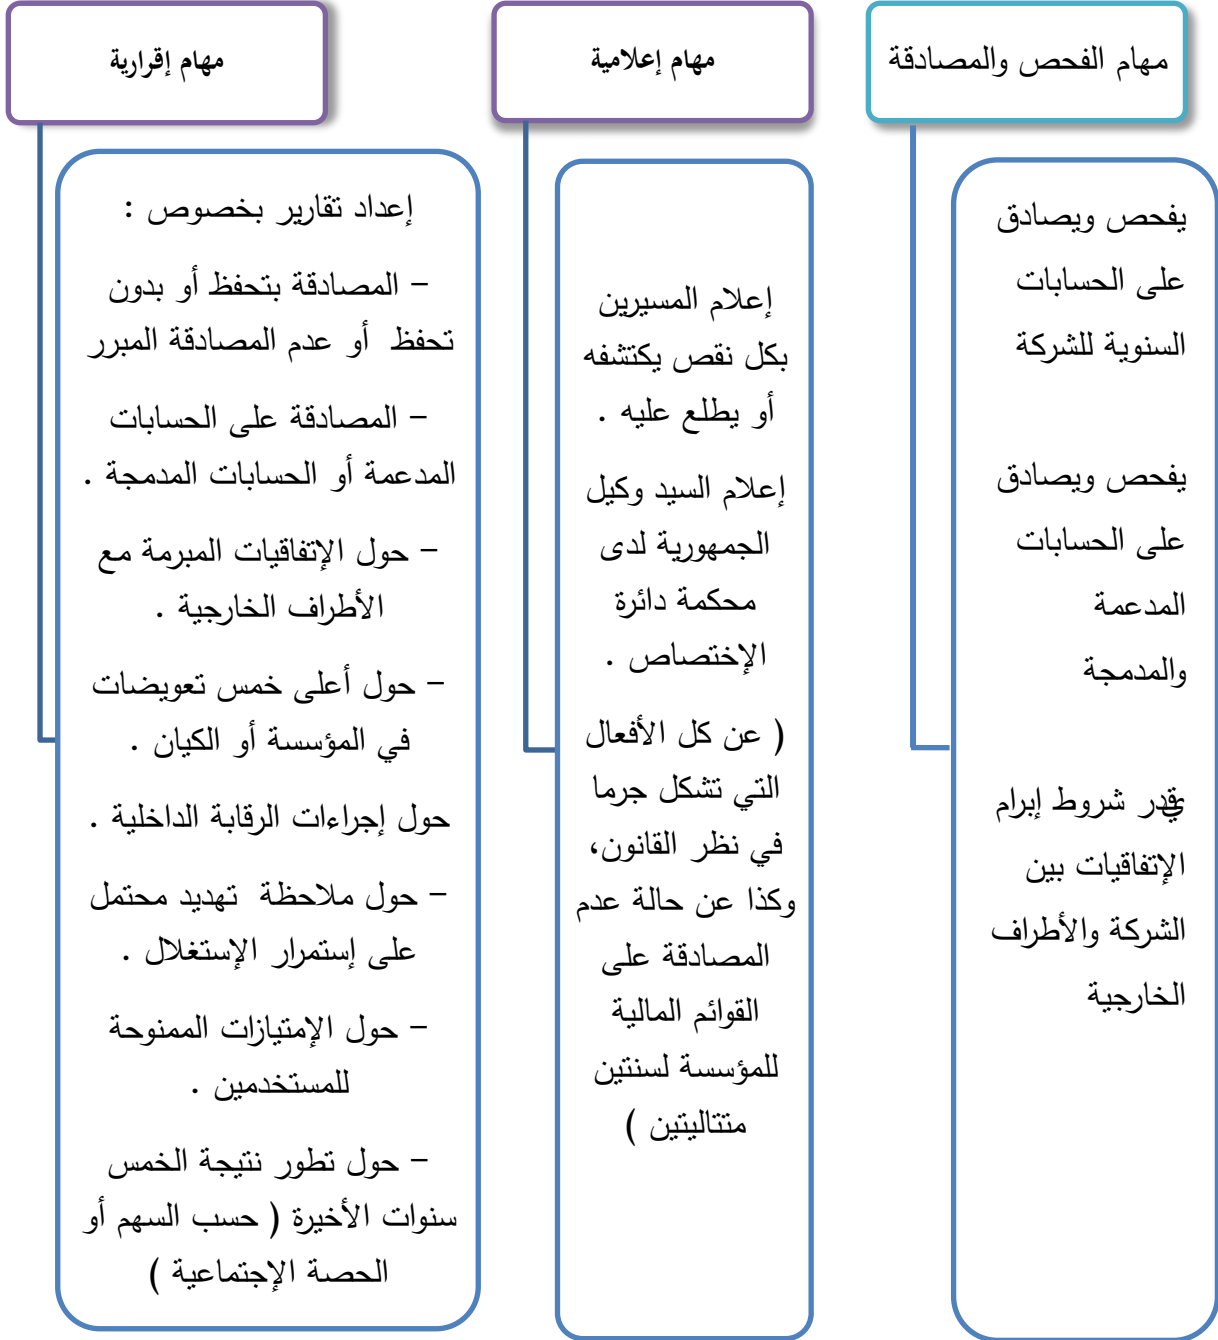 مهام الفحص والمصادقة
يفحص ويصادق
على الحسابات
السنوية للشركة
يفحص ويصادق
على الحسابات
المدعمة
والمدمجة
يقدر شروط إبرام
الإتفاقيات بين
الشركة والأطراف
الخارجية
مهام إعلامية
إعلام المسيرين
بكل نقص يكتشفه
أو يطلع عليه .
إعلام السيد وكيل
الجمهورية لدى
محكمة دائرة
الإختصاص .
( عن كل الأفعال
التي تشكل جرما
في نظر القانون،
وكذا عن حالة عدم
المصادقة على
القوائم المالية
للمؤسسة لسنتين
متتاليتين )
مهام إقرارية
إعداد تقارير بخصوص :
– المصادقة بتحفظ أو بدون
تحفظ أو عدم المصادقة المبرر
– المصادقة على الحسابات
المدعمة أو الحسابات المدمجة .
– حول الإتفاقيات المبرمة مع
الأطراف الخارجية .
– حول أعلى خمس تعويضات
في المؤسسة أو الكيان .
حول إجراءات الرقابة الداخلية .
– حول ملاحظة تهديد محتمل
على إستمرار الإستغلال .
– حول الإمتيازات الممنوحة
للمستخدمين .
– حول تطور نتيجة الخمس
سنوات الأخيرة ( حسب السهم أو
الحصة الإجتماعية )